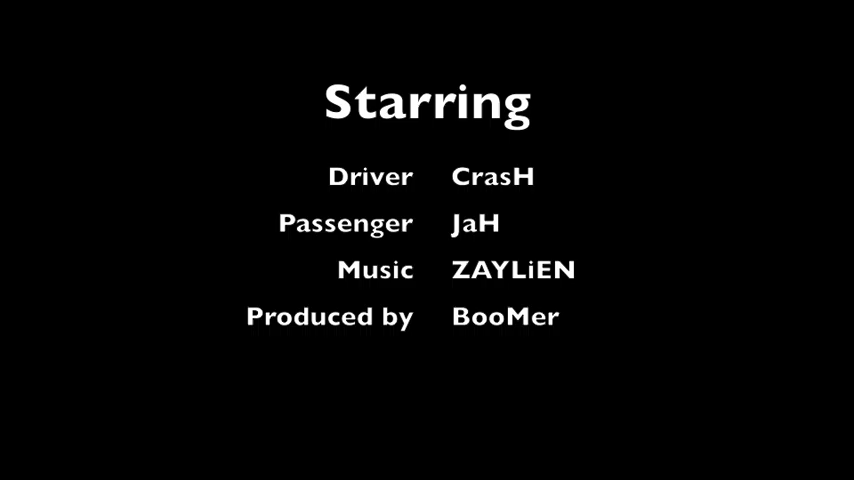 Starring
Driver CrasH
Passenger JaH
Music ZAYLiEN
Produced by BooMer